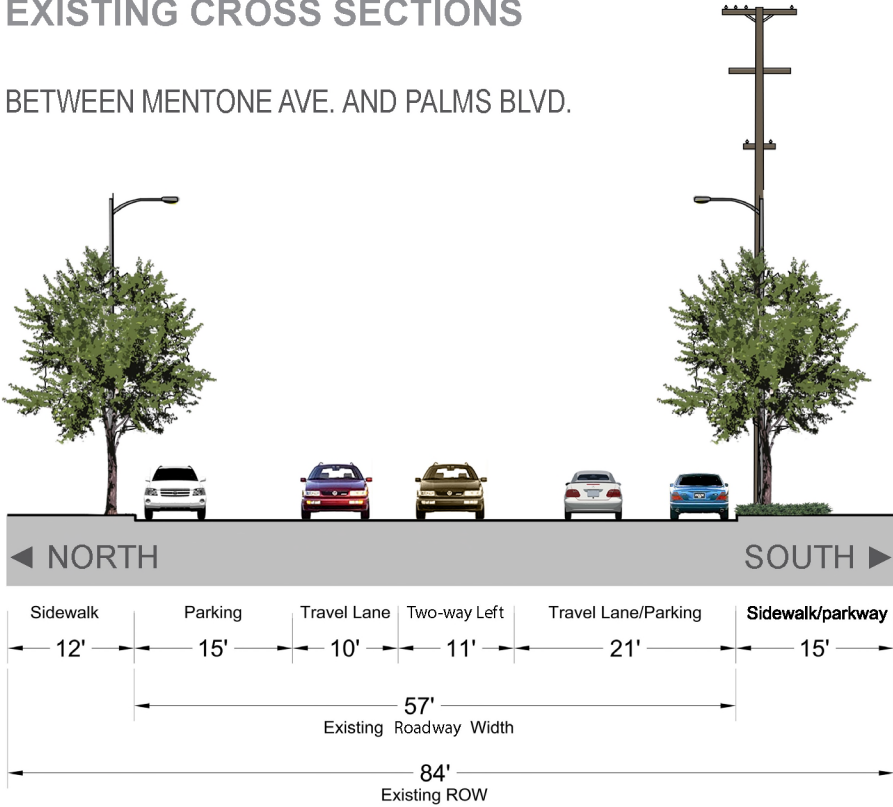 EXISTING CROSS SECTIONS
BETWEEN MENTONE AVE. AND PALMS BLVD.
NORTH
SOUTH
Sidewalk Parking Travel Lane Two-way Left Travel Lane/Parking Sidewalk/parkway
12' 15' 10' 11' 21' 15'
57'
Existing Roadway Width
84'
Existing ROW